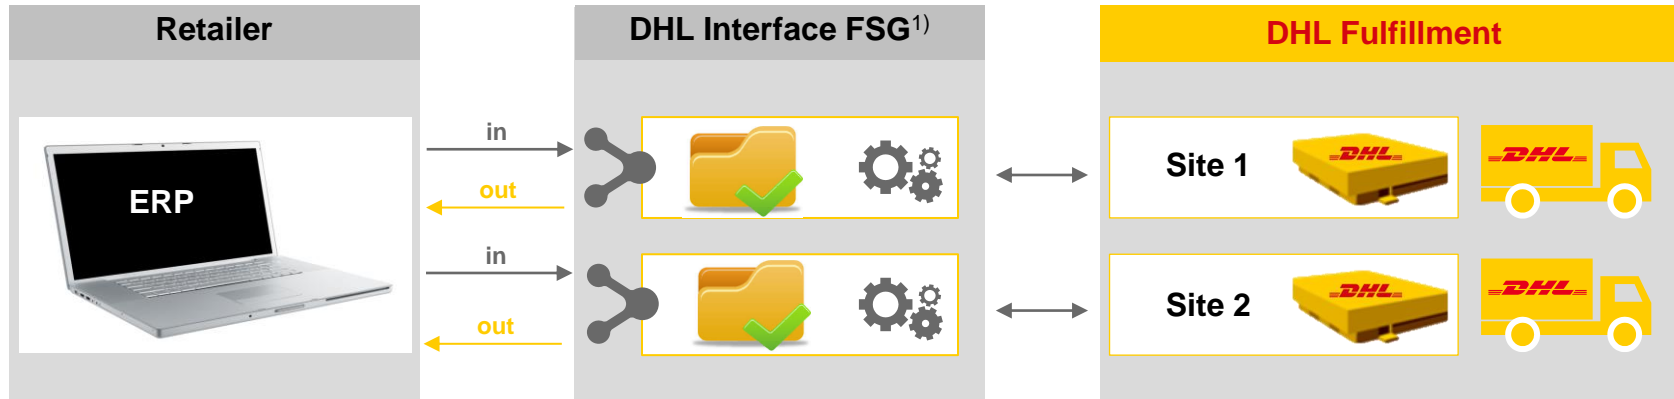 Retailer
DHL Interface FSG1)
DHL Fulfillment
ERP
in
out
in
out
Site 1
DHL
DHL
Site 2
DHL
DHL